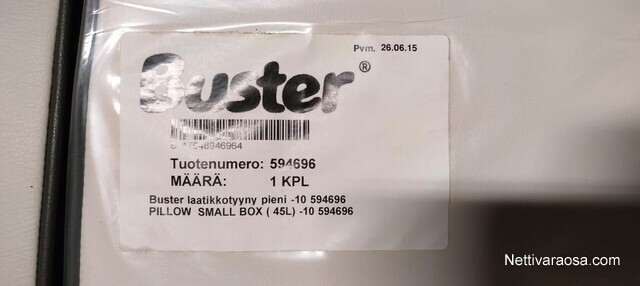 Pvm. 26.06.15
Buster®
Tuotenumero: 594696
MÄÄRÄ: 1 KPL
Buster laatikkotyyny pieni -10 594696
PILLOW SMALL BOX ( 45L) -10 594696
Nettivaraosa.com